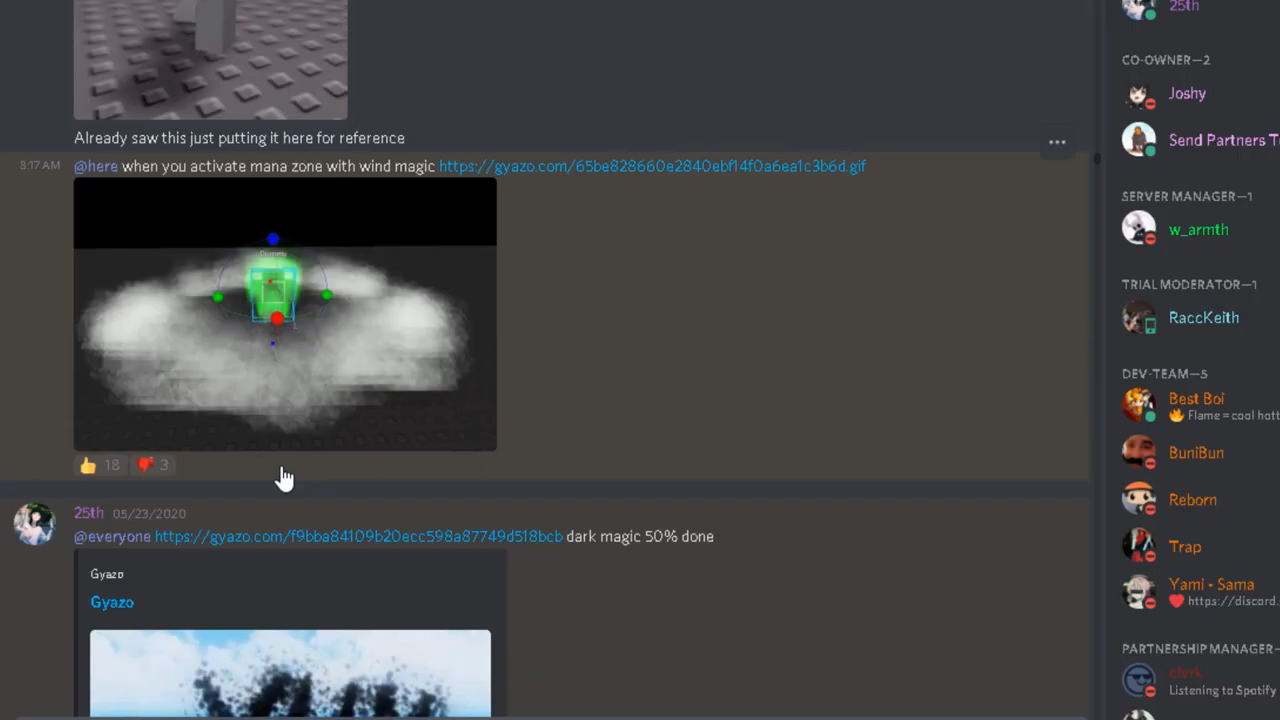 25th
CO-OWNER—2
Joshy
Already saw this just putting it here for reference
Send Partners T
8:17 AM @here when you activate mana zone with wind magic https://gyazo.com/65be828660e2840ebf14f0a6ea1c3b6d.gif
SERVER MANAGER—1
w_armth
Dummy
TRIAL MODERATOR—1
RaccKeith
DEV-TEAM—5
Best Boi
Flame = cool hott
BuniBun
18 3
Reborn
25th 05/23/2020
@everyone https://gyazo.com/f9bba84109b20ecc598a87749d518bcb dark magic 50% done
Trap
Gyazo
Yami - Sama
https://discord.
Gyazo
PARTNERSHIP MANAGER—
Listening to Spotify